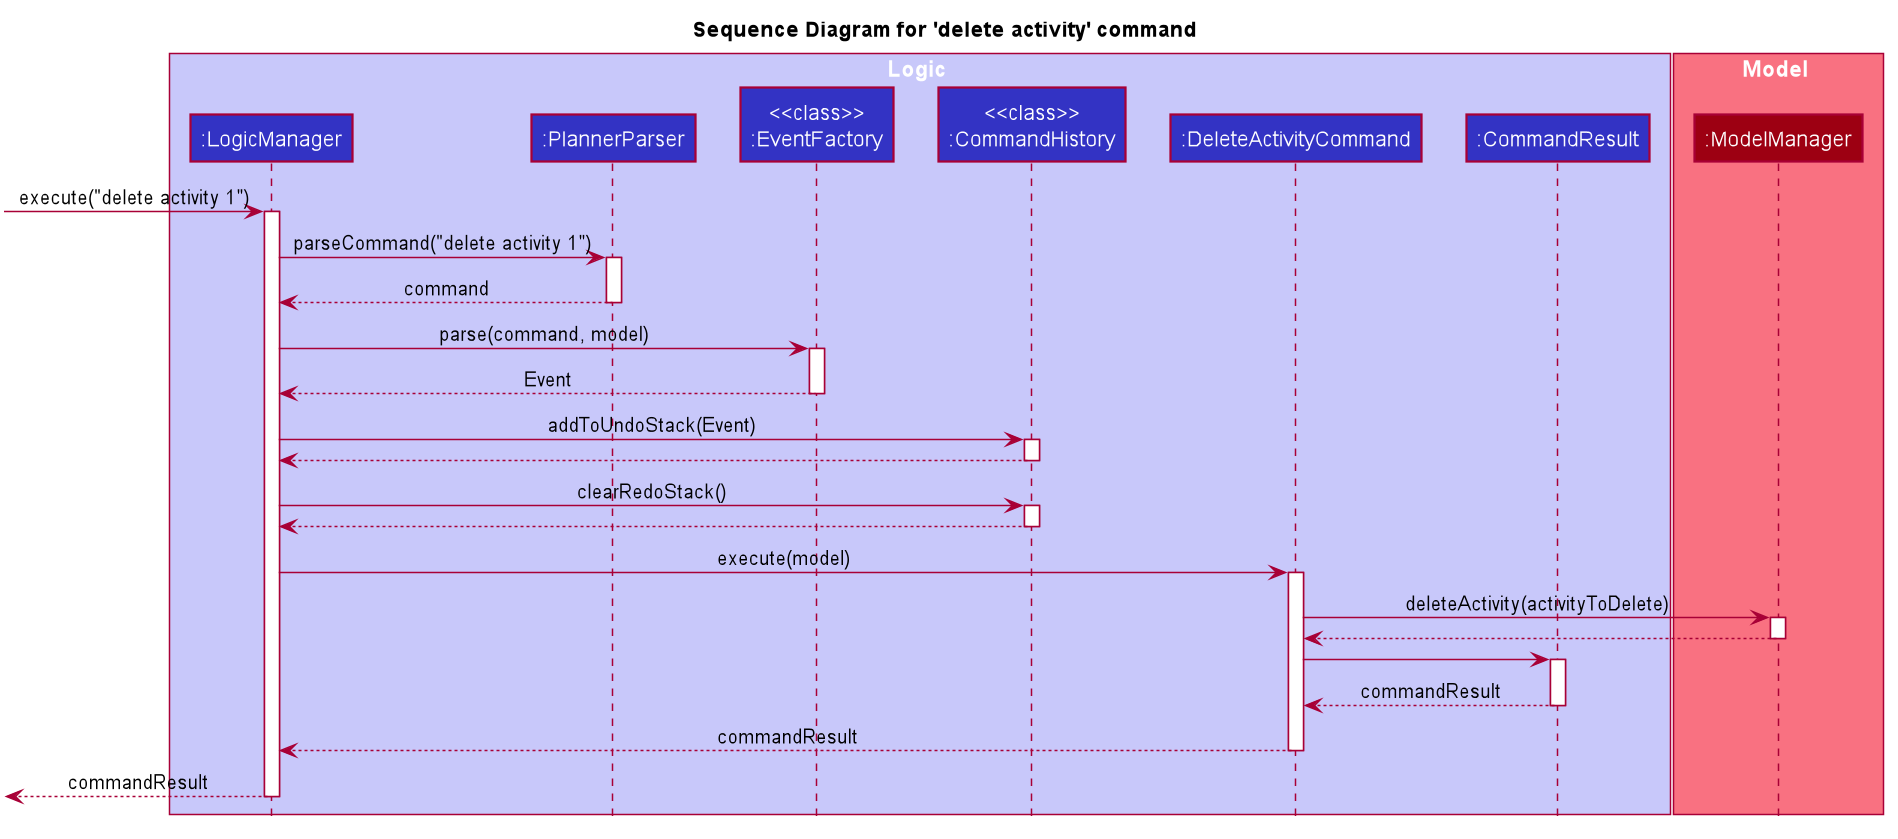 Sequence Diagram for 'delete activity' command
Logic
Model
:LogicManager
:PlannerParser
<<class>>
:EventFactory
<<class>>
:CommandHistory
:DeleteActivityCommand
:CommandResult
:ModelManager
execute("delete activity 1")
parseCommand("delete activity 1")
command
parse(command, model)
Event
addToUndoStack(Event)
clearRedoStack()
execute(model)
deleteActivity(activityToDelete)
commandResult
commandResult
commandResult